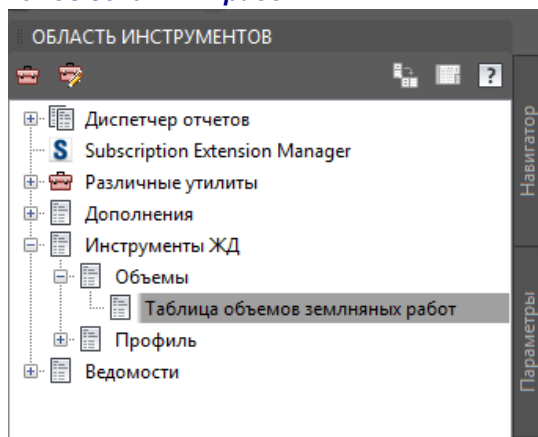 ОБЛАСТЬ ИНСТРУМЕНТОВ
?
Диспетчер отчетов
S Subscription Extension Manager
Различные утилиты
Дополнения
Инструменты ЖД
Объемы
Таблица объемов землняных работ
Профиль
Ведомости
Навигатор
Параметры